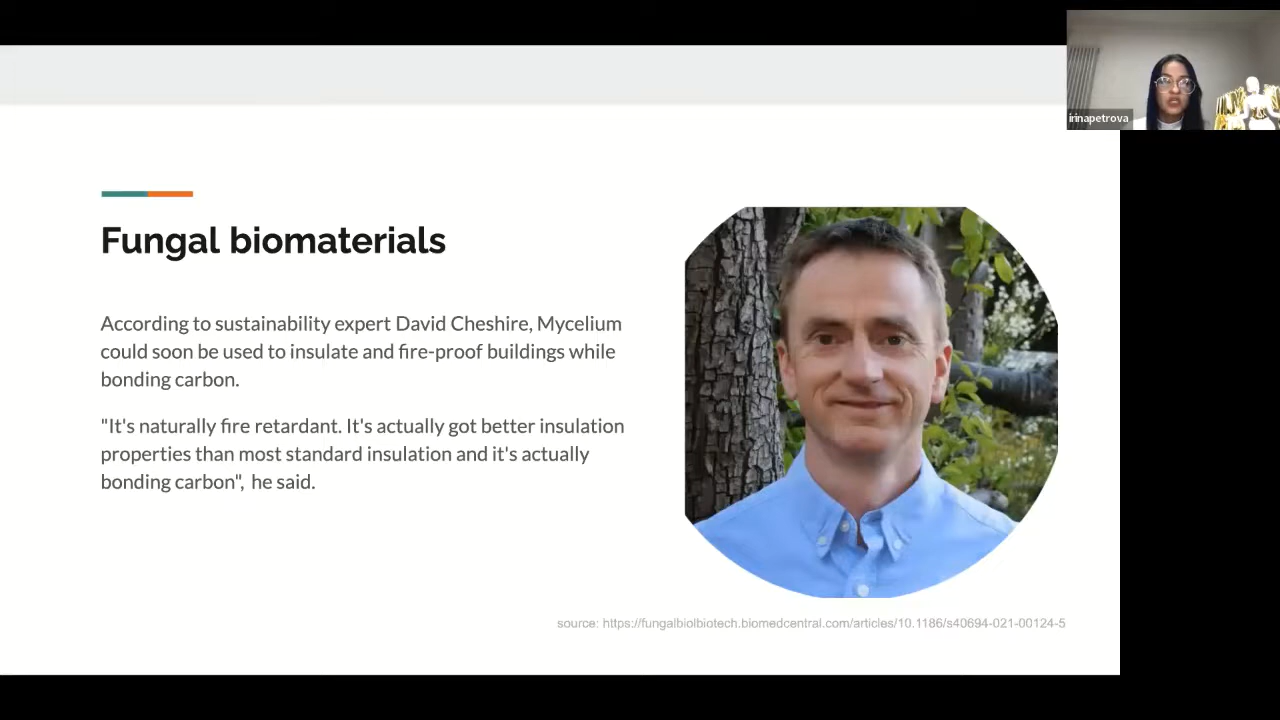 irinapetrova
Fungal biomaterials
According to sustainability expert David Cheshire, Mycelium
could soon be used to insulate and fire-proof buildings while
bonding carbon.
"It's naturally fire retardant. It's actually got better insulation
properties than most standard insulation and it's actually
bonding carbon", he said.
source: https://fungalbiolbiotech.biomedcentral.com/articles/10.1186/s40694-021-00124-5